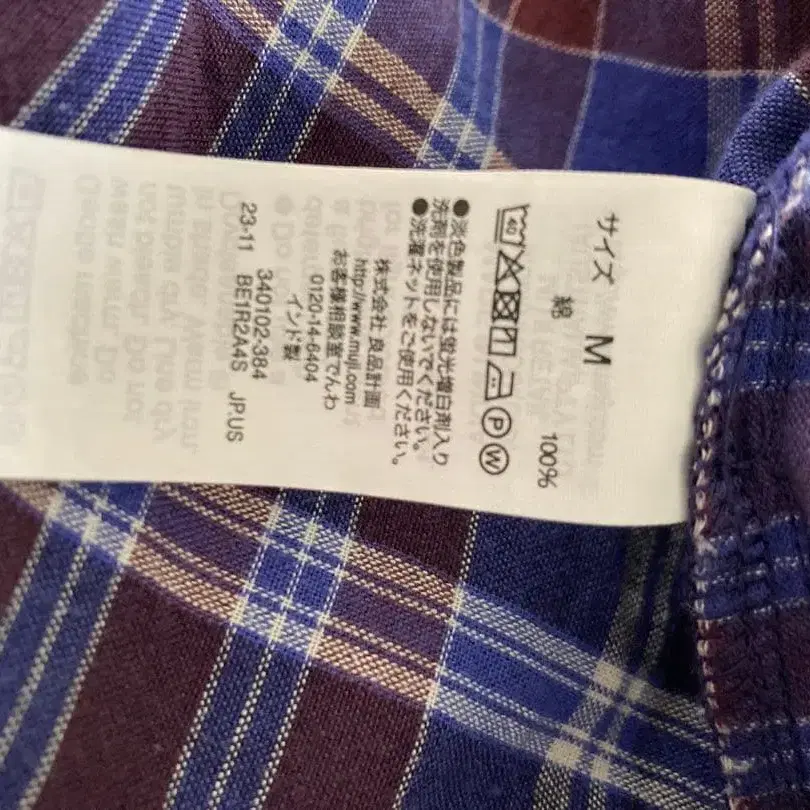 サイズ M
綿 100%
40 P W
●淡色製品には蛍光増白剤入り
洗剤を使用しないでください。
●洗濯ネットをご使用ください。
株式会社 良品計画
http://www.muji.com
お客様相談室でんわ
0120-14-6404
インド製
340102-384
23-11 BE1R2A4S JPUS